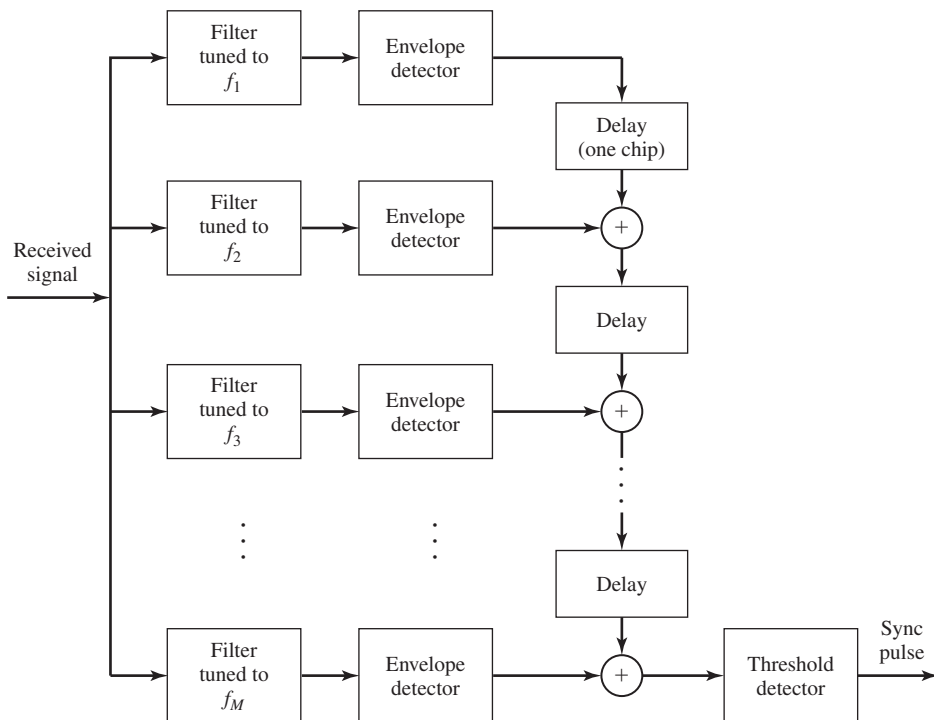 Filter
tuned to
f1
Envelope
detector
Delay
(one chip)
Filter
tuned to
f2
Envelope
detector
+
Received
signal
Delay
Filter
tuned to
f3
Envelope
detector
+
Delay
Filter
tuned to
fM
Envelope
detector
+
Threshold
detector
Sync
pulse